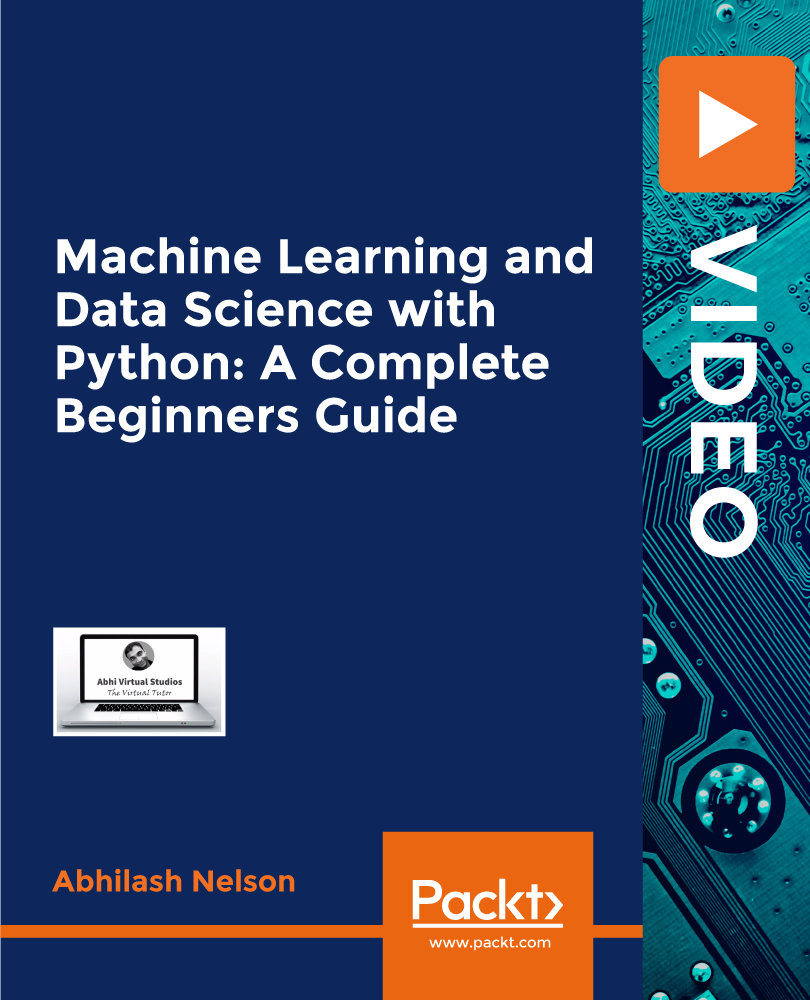 Machine Learning and
Data Science with
Python: A Complete
Beginners Guide
VIDEO
Abhi Virtual Studios
The Virtual Tutor
Abhilash Nelson
Packt
www.packt.com